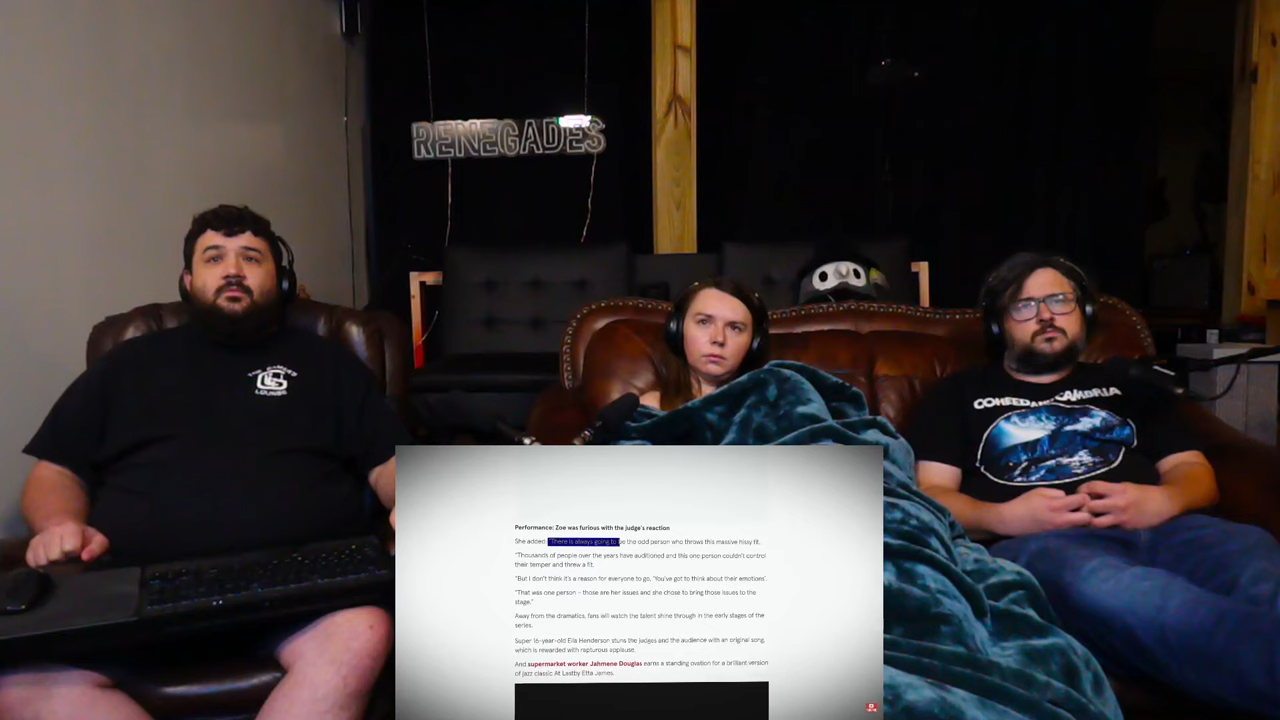 RENEGADES
LOUNGE
COHEED AND CAMBRIA
Performance: Zoe was furious with the judge's reaction
She added: "There is always going to be the odd person who throws this massive hissy fit.
"Thousands of people over the years have auditioned and this one person couldn't control
their temper and threw a fit.
"But I don't think it's a reason for everyone to go, 'You've got to think about their emotions'.
"That was one person – those are her issues and she chose to bring those issues to the
stage."
Away from the dramatics, fans will watch the talent shine through in the early stages of the
series.
Super 16-year-old Ella Henderson stuns the judges and the audience with an original song,
which is rewarded with rapturous applause.
And supermarket worker Jahmene Douglas earns a standing ovation for a brilliant version
of jazz classic At Lastby Etta James.